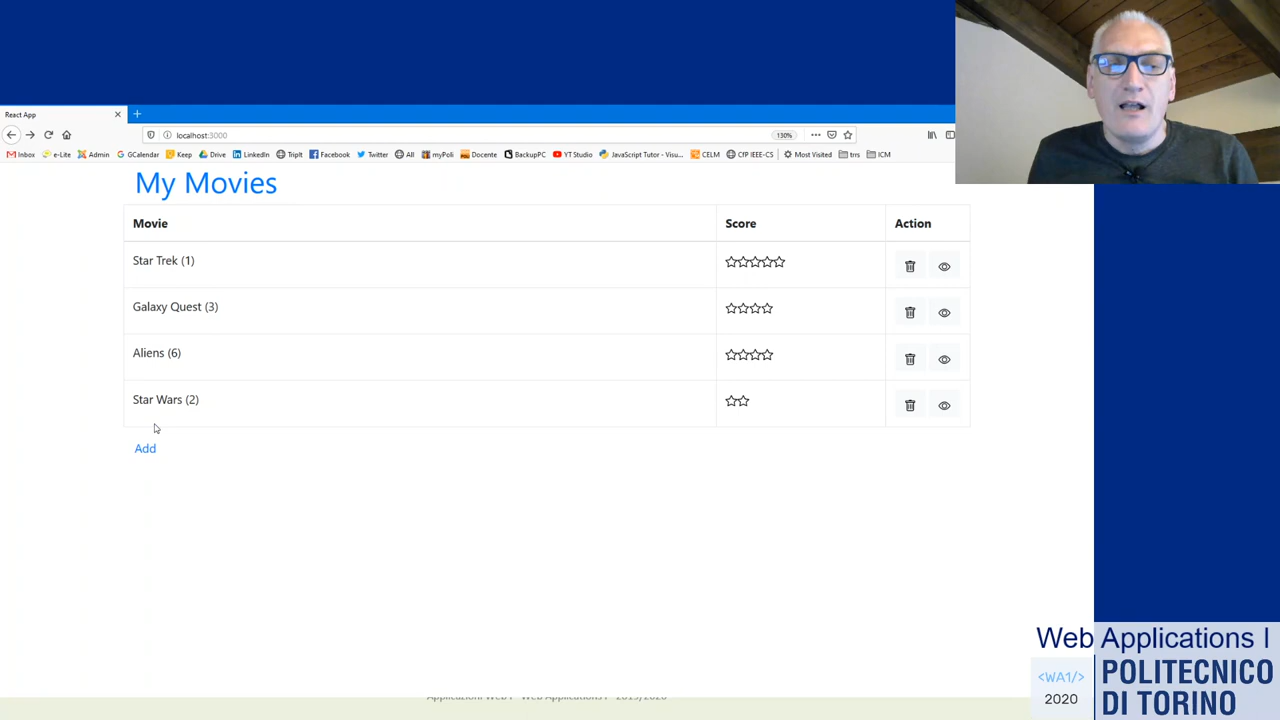 React App
localhost:3000
130%
Inbox e-Lite Admin GCalendar Keep Drive LinkedIn TripIt Facebook Twitter All myPoli Docente BackupPC YT Studio JavaScript Tutor - Visu... CELM CfP IEEE-CS Most Visited trrs ICM
My Movies
Movie Score Action
Star Trek (1)
Galaxy Quest (3)
Aliens (6)
Star Wars (2)
Add
Web Applications I
<WA1/>
2020
POLITECNICO
DI TORINO